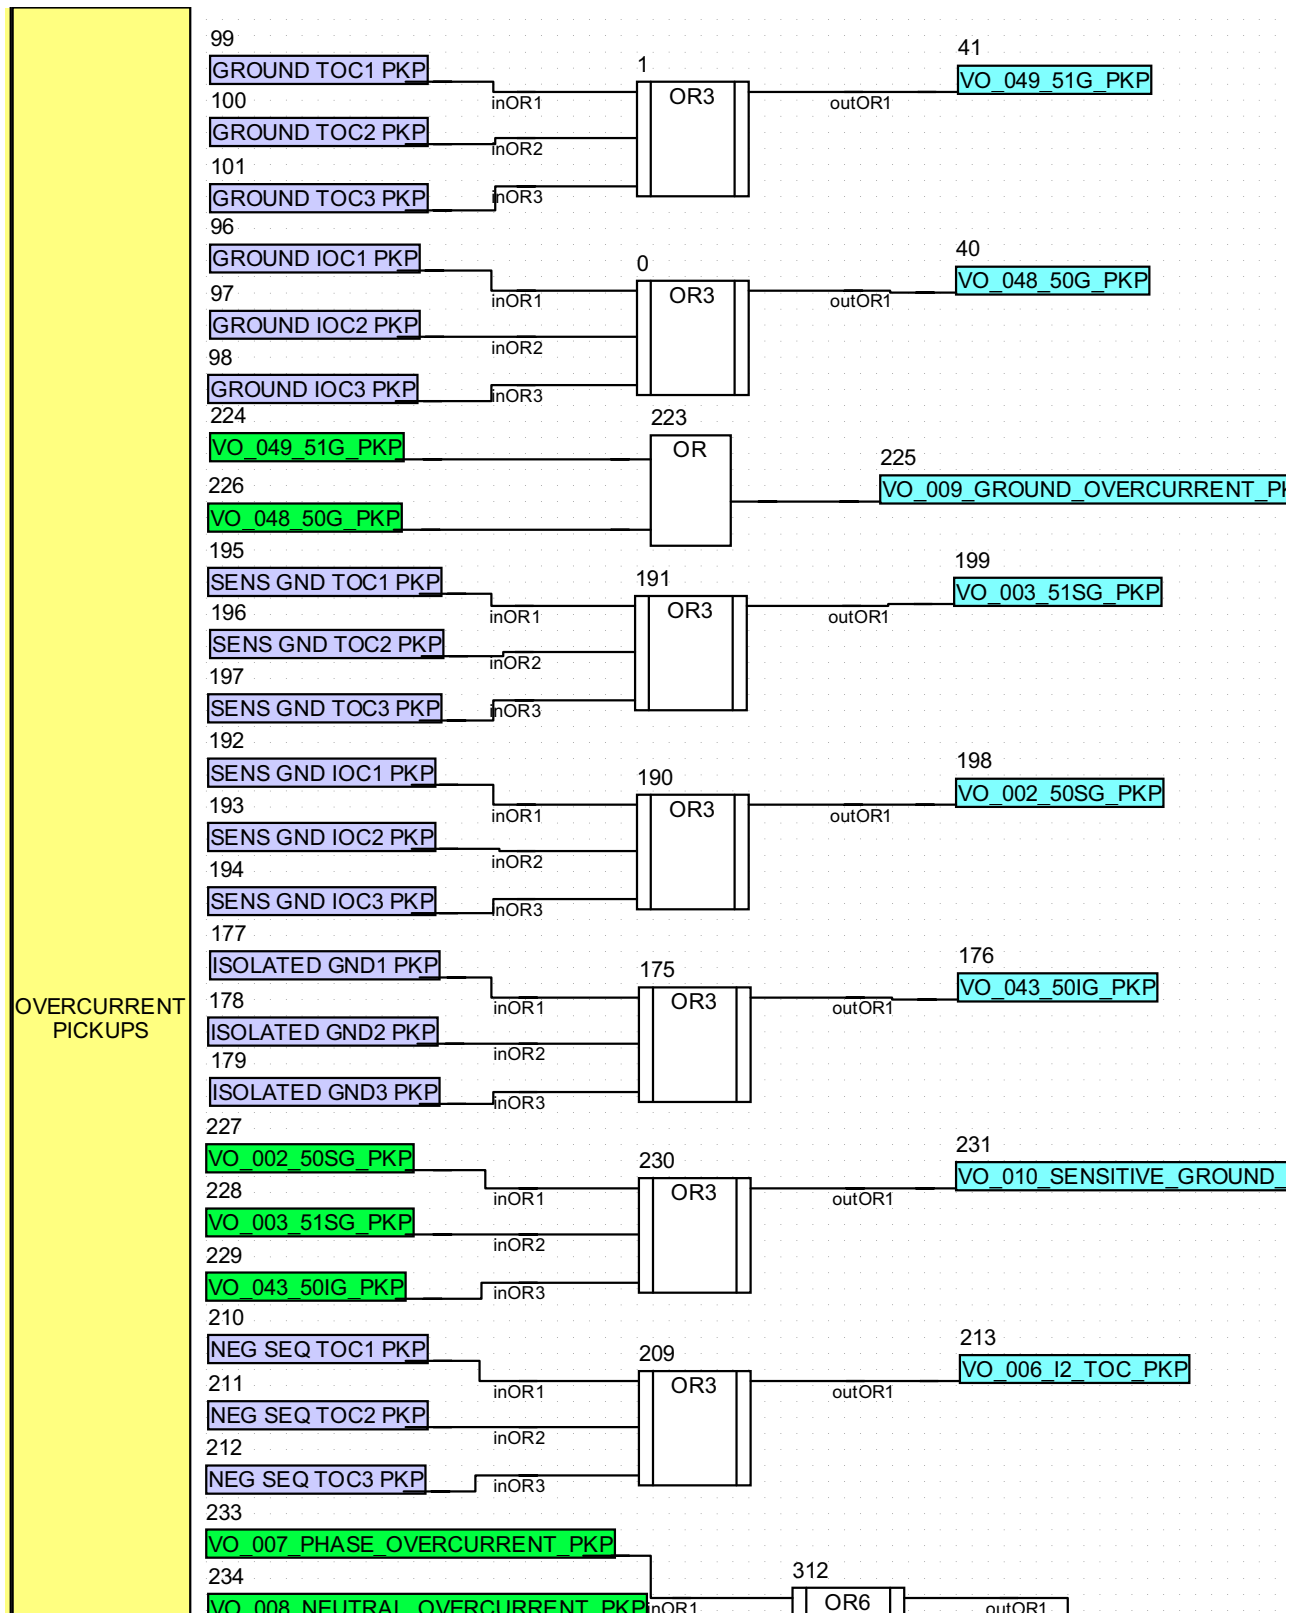 OVERCURRENT
PICKUPS
99
GROUND TOC1 PKP
inOR1
100
GROUND TOC2 PKP
inOR2
101
GROUND TOC3 PKP
inOR3
1
OR3
outOR1
41
VO_049_51G_PKP
96
GROUND IOC1 PKP
inOR1
97
GROUND IOC2 PKP
inOR2
98
GROUND IOC3 PKP
inOR3
0
OR3
outOR1
40
VO_048_50G_PKP
224
VO_049_51G_PKP
226
VO_048_50G_PKP
223
OR
225
VO_009_GROUND_OVERCURRENT_PK
195
SENS GND TOC1 PKP
inOR1
196
SENS GND TOC2 PKP
inOR2
197
SENS GND TOC3 PKP
inOR3
191
OR3
outOR1
199
VO_003_51SG_PKP
192
SENS GND IOC1 PKP
inOR1
193
SENS GND IOC2 PKP
inOR2
194
SENS GND IOC3 PKP
inOR3
190
OR3
outOR1
198
VO_002_50SG_PKP
177
ISOLATED GND1 PKP
inOR1
178
ISOLATED GND2 PKP
inOR2
179
ISOLATED GND3 PKP
inOR3
175
OR3
outOR1
176
VO_043_50IG_PKP
227
VO_002_50SG_PKP
inOR1
228
VO_003_51SG_PKP
inOR2
229
VO_043_50IG_PKP
inOR3
230
OR3
outOR1
231
VO_010_SENSITIVE_GROUND_
210
NEG SEQ TOC1 PKP
inOR1
211
NEG SEQ TOC2 PKP
inOR2
212
NEG SEQ TOC3 PKP
inOR3
209
OR3
outOR1
213
VO_006_I2_TOC_PKP
233
VO_007_PHASE_OVERCURRENT_PKP
234
VO_008_NEUTRAL_OVERCURRENT_PKP
inOR1
312
OR6
outOR1